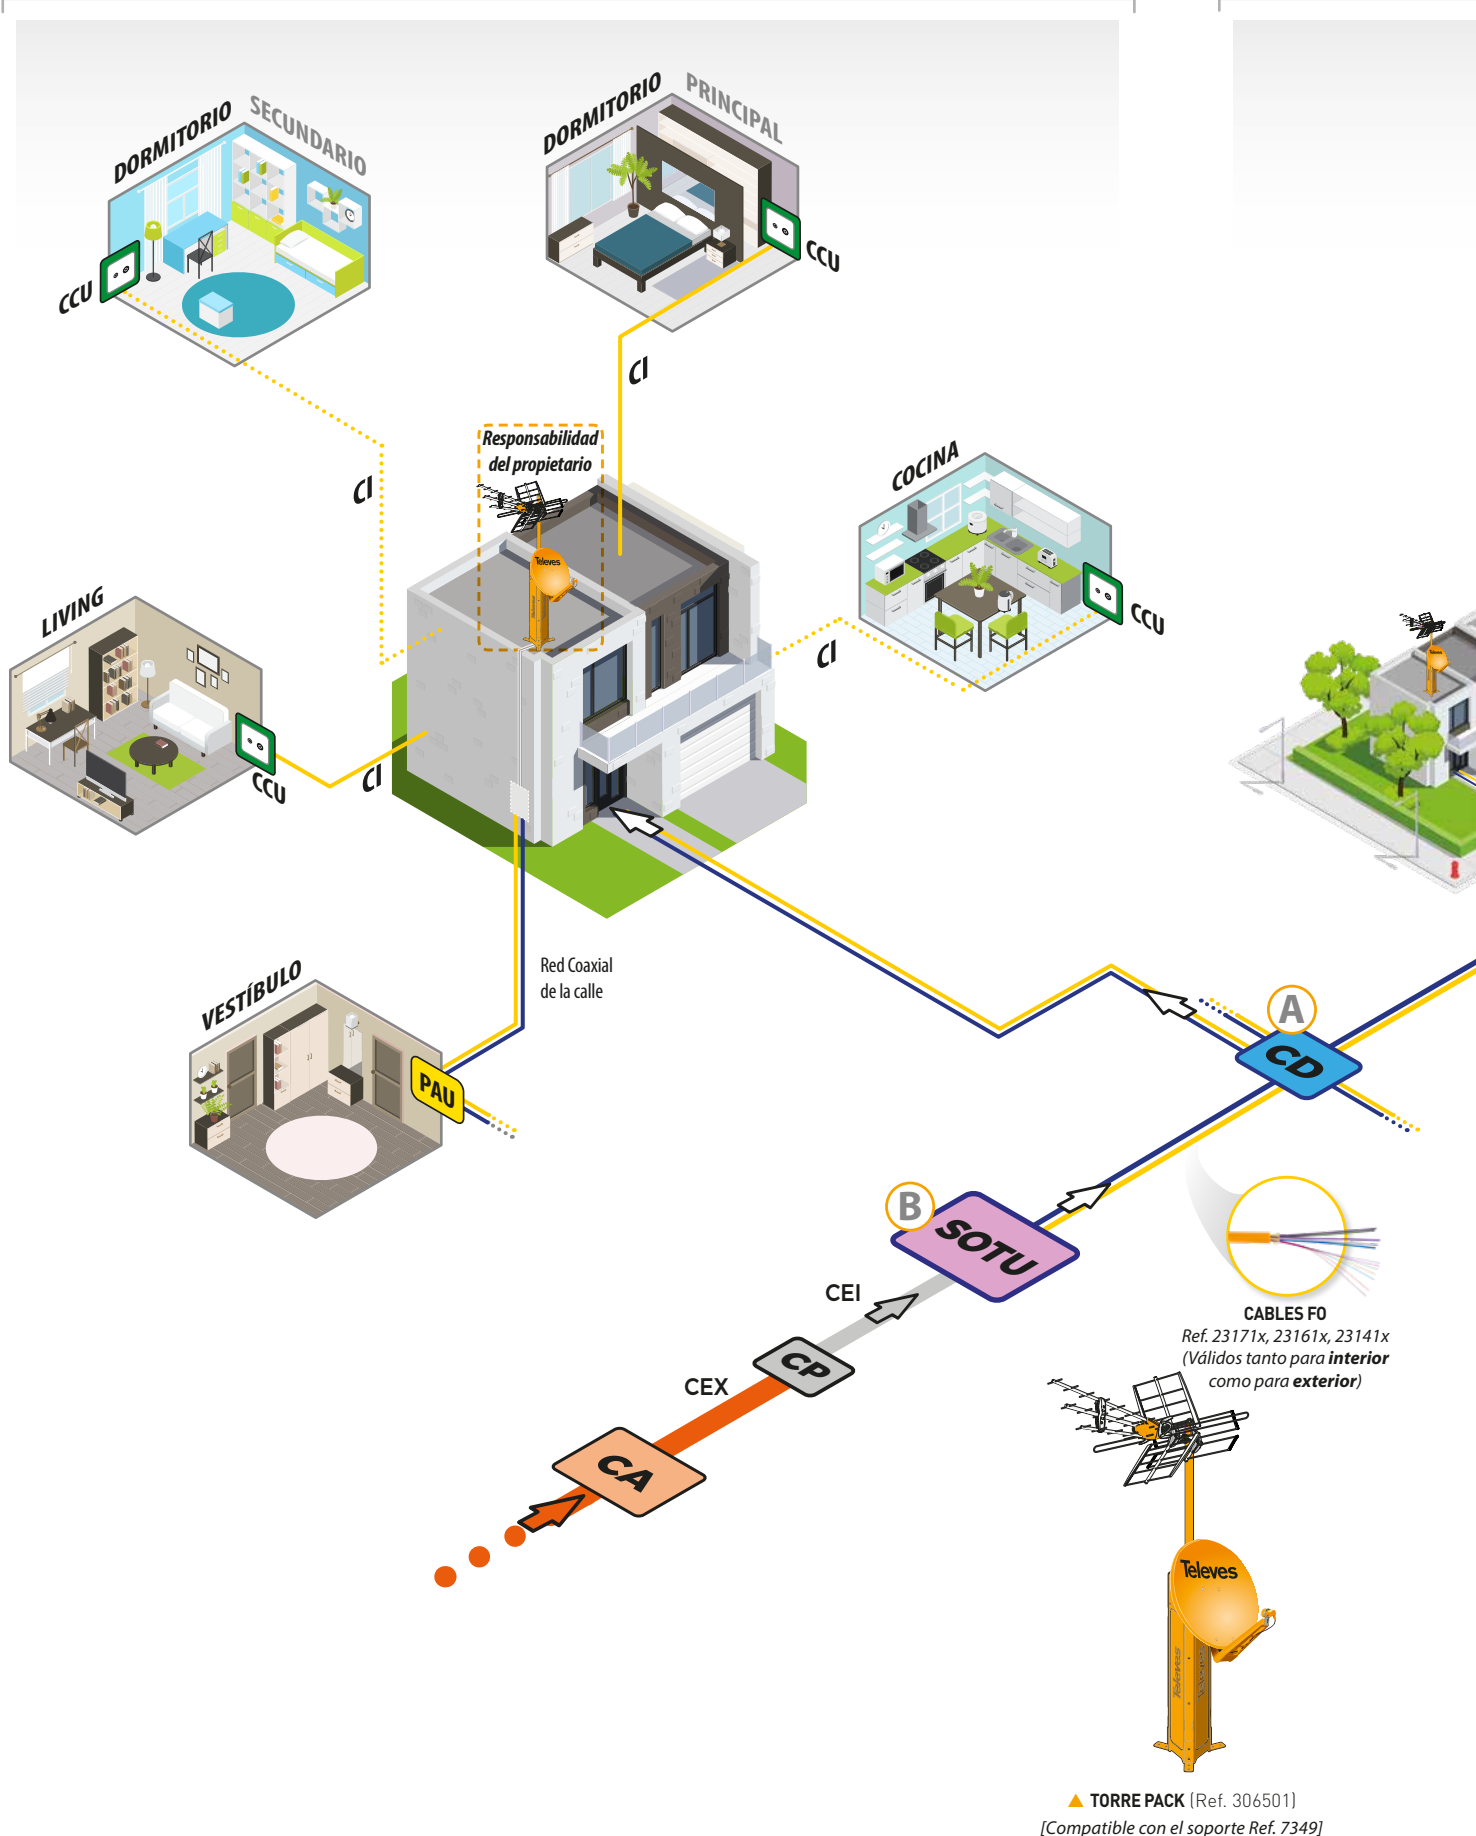 DORMITORIO SECUNDARIO
CCU
DORMITORIO PRINCIPAL
CCU
CI
CI
Responsabilidad
del propietario
Televes
COCINA
CCU
CI
LIVING
CCU
CI
Red Coaxial
de la calle
VESTÍBULO
PAU
A
CD
B
SOTU
CEI
CP
CEX
CA
CABLES FO
Ref. 23171x, 23161x, 23141x
(Válidos tanto para interior
como para exterior)
Televes
Televes
Televes
▲ TORRE PACK (Ref. 306501)
[Compatible con el soporte Ref. 7349]